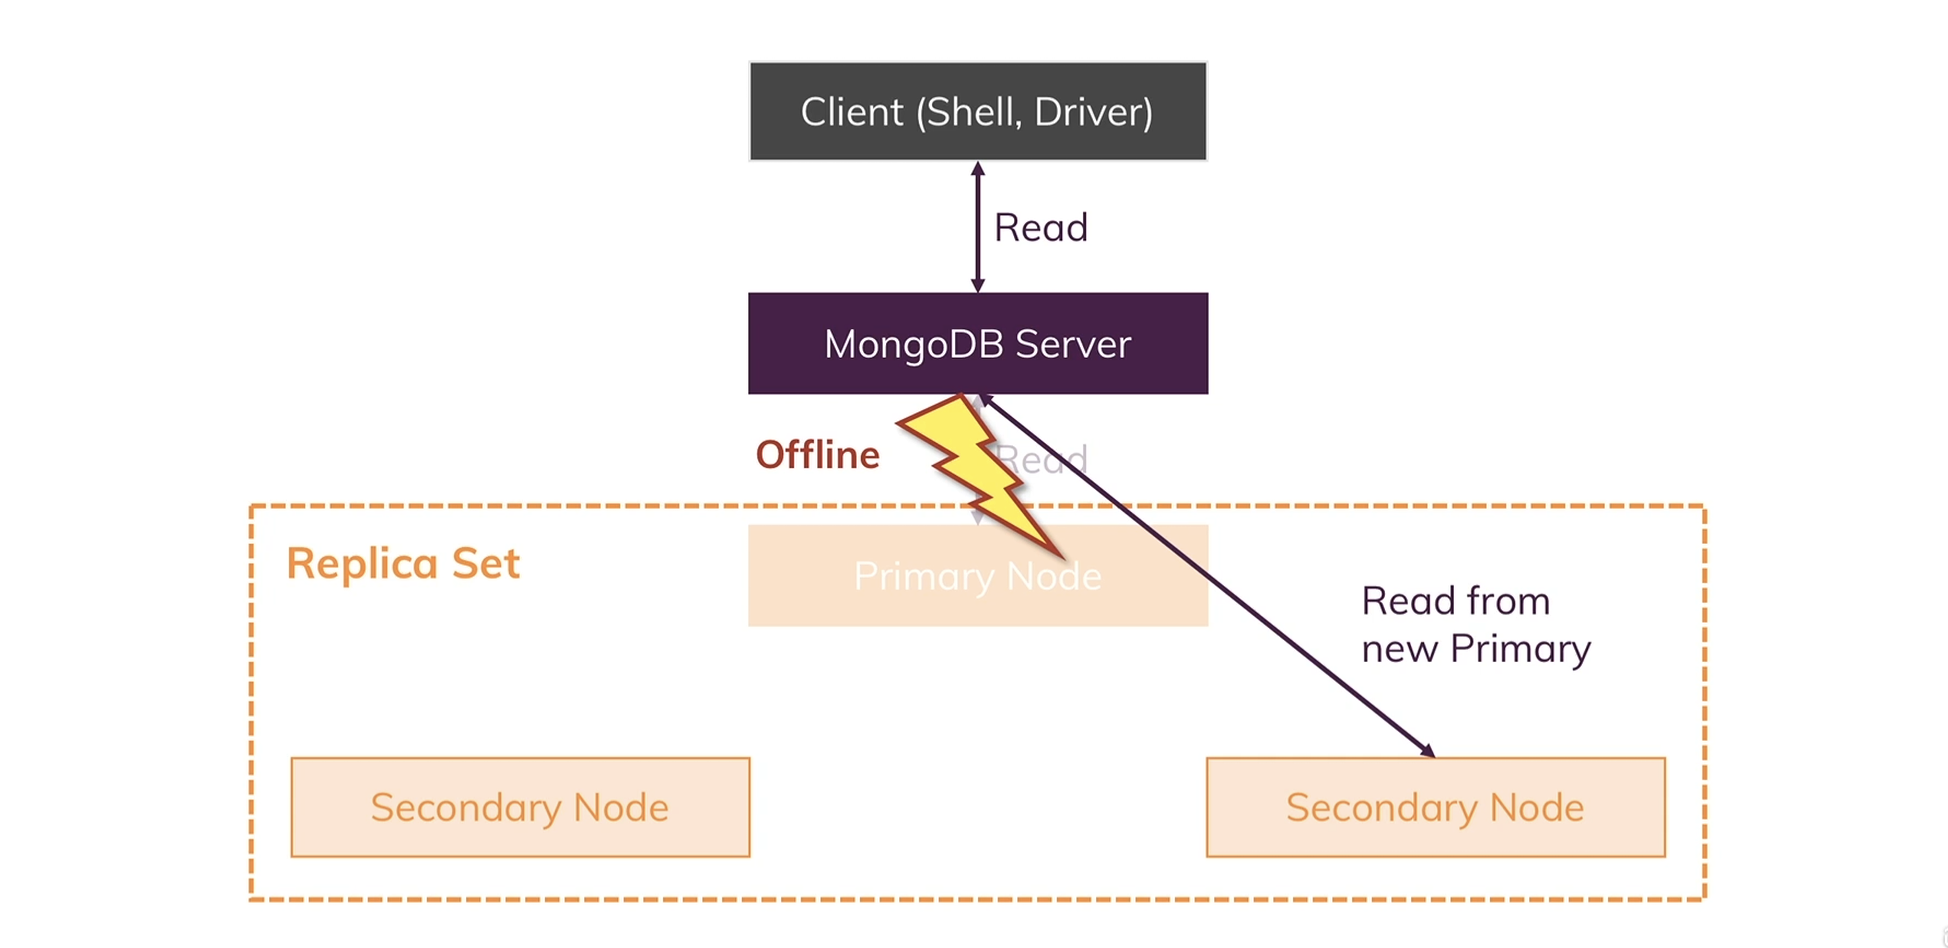 Client (Shell, Driver)
Read
MongoDB Server
Offline
Read
Replica Set
Primary Node
Read from
new Primary
Secondary Node
Secondary Node